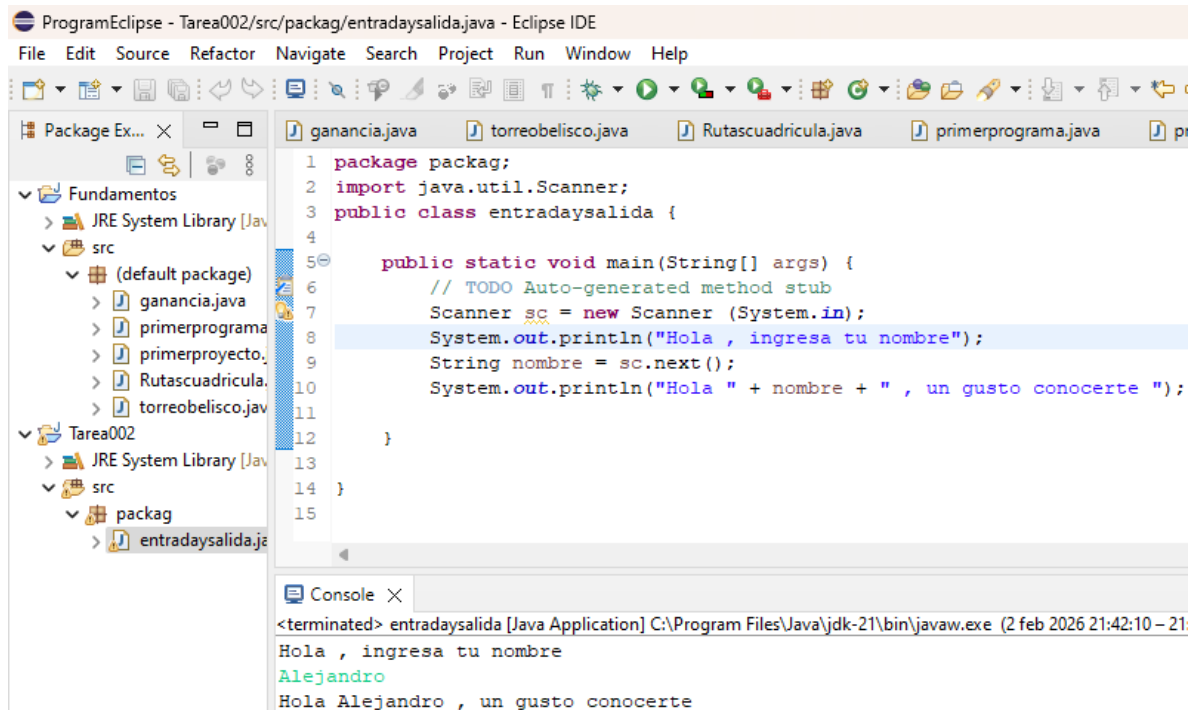 ProgramEclipse - Tarea002/src/packag/entradaysalida.java - Eclipse IDE
File Edit Source Refactor Navigate Search Project Run Window Help
Package Ex...
Fundamentos
JRE System Library [Jav
src
(default package)
ganancia.java
primerprograma
primerproyecto.
Rutascuadricula.
torreobelisco.jav
Tarea002
JRE System Library [Jav
src
packag
entradaysalida.ja
ganancia.java torreobelisco.java Rutascuadricula.java primerprograma.java pr
1 package packag;
2 import java.util.Scanner;
3 public class entradaysalida {
4
5 public static void main(String[] args) {
6 // TODO Auto-generated method stub
7 Scanner sc = new Scanner (System.in);
8 System.out.println("Hola , ingresa tu nombre");
9 String nombre = sc.next();
10 System.out.println("Hola " + nombre + " , un gusto conocerte ");
11
12 }
13
14 }
15
Console
<terminated> entradaysalida [Java Application] C:\Program Files\Java\jdk-21\bin\javaw.exe (2 feb 2026 21:42:10 – 21:
Hola , ingresa tu nombre
Alejandro
Hola Alejandro , un gusto conocerte